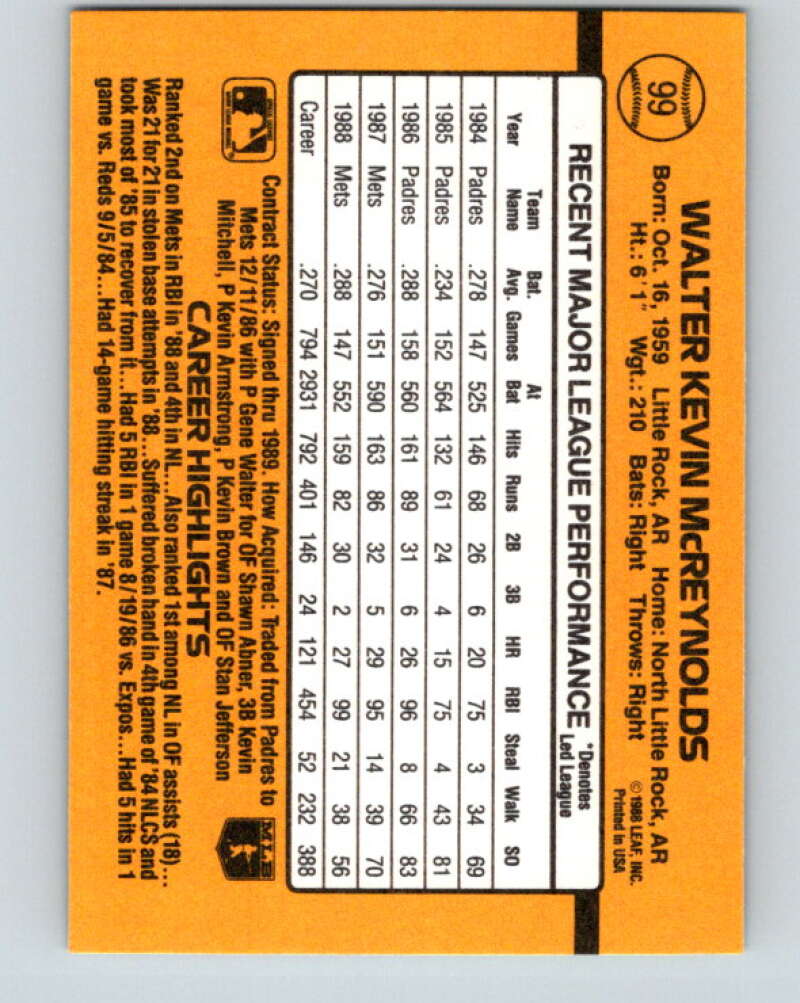 99
WALTER KEVIN McREYNOLDS
Born: Oct. 16, 1959 Little Rock, AR Home: North Little Rock, AR
Ht.: 6'1" Wgt.: 210 Bats: Right Throws: Right
©1988 LEAF, INC.
Printed in USA
RECENT MAJOR LEAGUE PERFORMANCE *Denotes Led League
Year Team Name Bat. Avg. Games At Bat Hits Runs 2B 3B HR RBI Steal Walk SO
1984 Padres .278 147 525 146 68 26 6 20 75 3 34 69
1985 Padres .234 152 564 132 61 24 4 15 75 4 43 81
1986 Padres .288 158 560 161 89 31 6 26 96 8 66 83
1987 Mets .276 151 590 163 86 32 5 29 95 14 39 70
1988 Mets .288 147 552 159 82 30 2 27 99 21 38 56
Career .270 794 2931 792 401 146 24 121 454 52 232 388
Contract Status: Signed thru 1989. How Acquired: Traded from Padres to
Mets 12/11/86 with P Gene Walter for OF Shawn Abner, 3B Kevin
Mitchell, P Kevin Armstrong, P Kevin Brown and OF Stan Jefferson
MLB
CAREER HIGHLIGHTS
Ranked 2nd on Mets in RBI in '88 and 4th in NL...Also ranked 1st among NL in OF assists (18)...
Was 21 for 21 in stolen base attempts in '88...Suffered broken hand in 4th game of '84 NLCS and
took most of '85 to recover from it...Had 5 RBI in 1 game 8/19/86 vs. Expos...Had 5 hits in 1
game vs. Reds 9/5/84...Had 14-game hitting streak in '87.